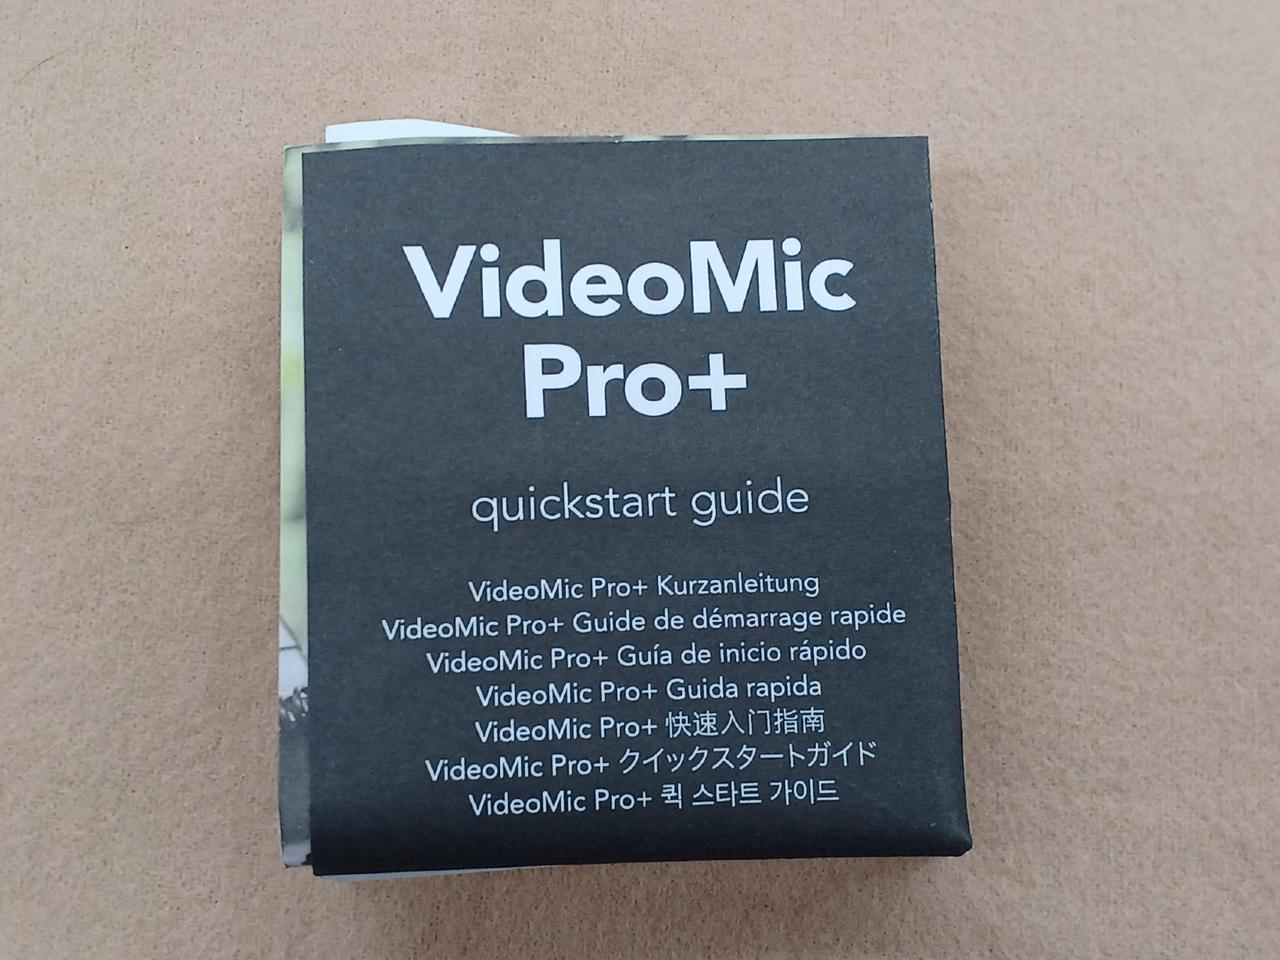 VideoMic
Pro+
quickstart guide
VideoMic Pro+ Kurzanleitung
VideoMic Pro+ Guide de démarrage rapide
VideoMic Pro+ Guía de inicio rápido
VideoMic Pro+ Guida rapida
VideoMic Pro+ 快速入门指南
VideoMic Pro+ クイックスタートガイド
VideoMic Pro+ 퀵 스타트 가이드